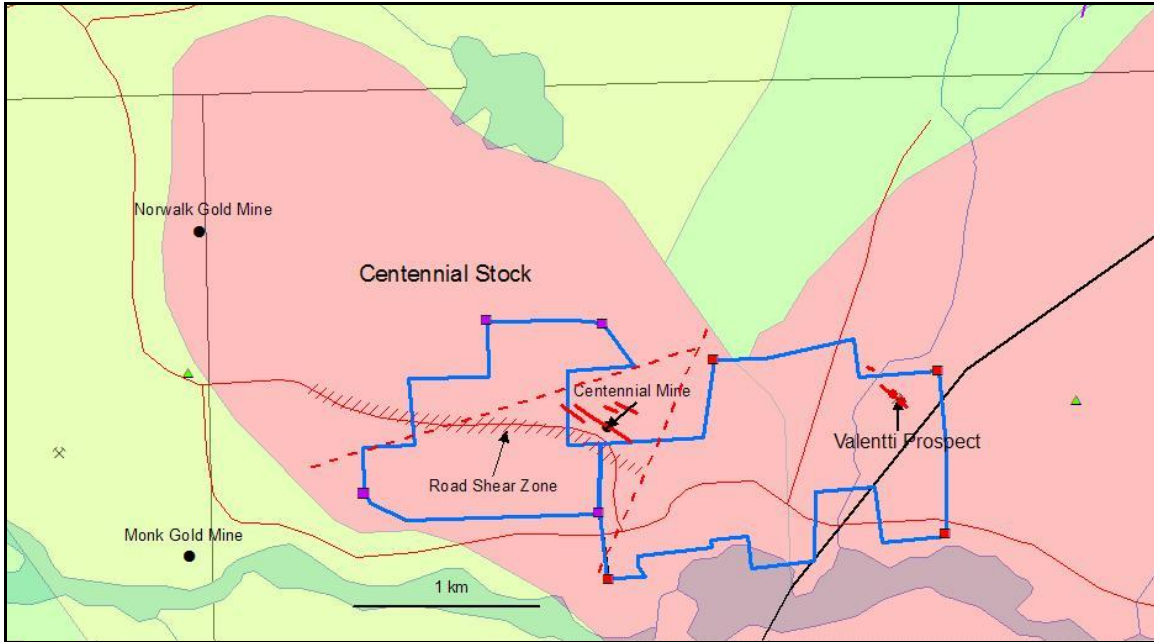 Norwalk Gold Mine
Centennial Stock
Centennial Mine
Valentti Prospect
Road Shear Zone
Monk Gold Mine
1 km